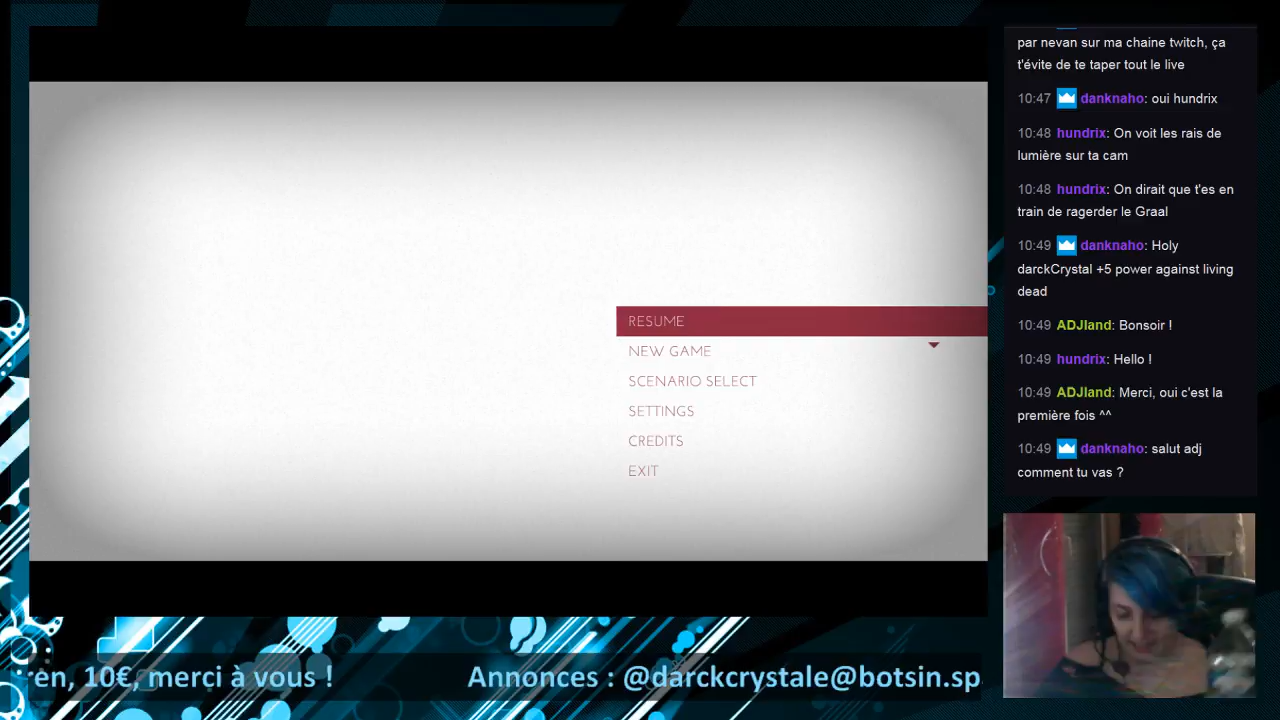 RESUME
NEW GAME
SCENARIO SELECT
SETTINGS
CREDITS
EXIT
par nevan sur ma chaine twitch, ça
t'évite de te taper tout le live
10:47 danknaho: oui hundrix
10:48 hundrix: On voit les rais de
lumière sur ta cam
10:48 hundrix: On dirait que t'es en
train de ragerder le Graal
10:49 danknaho: Holy
darckCrystal +5 power against living
dead
10:49 ADJland: Bonsoir !
10:49 hundrix: Hello !
10:49 ADJland: Merci, oui c'est la
première fois ^^
10:49 danknaho: salut adj
comment tu vas ?
ren, 10€, merci à vous ! Annonces : @darckcrystale@botsin.sp